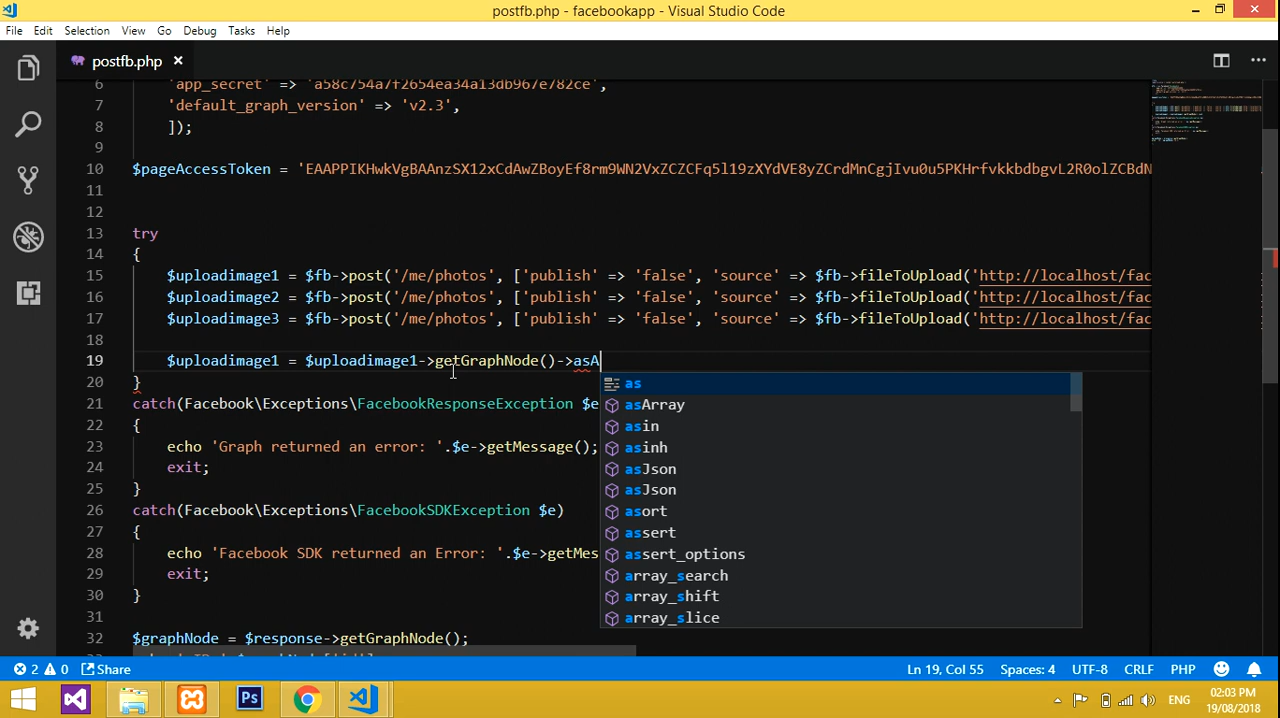 postfb.php - facebookapp - Visual Studio Code
File Edit Selection View Go Debug Tasks Help
postfb.php
6 'app_secret' => 'a58c754a7f2654ea34a13db967e782ce',
7 'default_graph_version' => 'v2.3',
8 ]);
9
10 $pageAccessToken = 'EAAPPIKHwkVgBAAnzSX12xCdAwZBoyEf8rm9WN2VxZCZCFq5l19zXYdVE8yZCrdMnCgjIvu0u5PKHrfvkkbdbgvL2R0olZCBdN
11
12
13 try
14 {
15 $uploadimage1 = $fb->post('/me/photos', ['publish' => 'false', 'source' => $fb->fileToUpload('http://localhost/fac
16 $uploadimage2 = $fb->post('/me/photos', ['publish' => 'false', 'source' => $fb->fileToUpload('http://localhost/fac
17 $uploadimage3 = $fb->post('/me/photos', ['publish' => 'false', 'source' => $fb->fileToUpload('http://localhost/fac
18
19 $uploadimage1 = $uploadimage1->getGraphNode()->asA
20 }
as
21 catch(Facebook\Exceptions\FacebookResponseException $e
asArray
22 {
asin
23 echo 'Graph returned an error: '.$e->getMessage();
asinh
24 exit;
asJson
25 }
asJson
26 catch(Facebook\Exceptions\FacebookSDKException $e)
asort
27 {
assert
28 echo 'Facebook SDK returned an Error: '.$e->getMes
assert_options
29 exit;
array_search
30 }
array_shift
31
array_slice
32 $graphNode = $response->getGraphNode();
2 0 Share Ln 19, Col 55 Spaces: 4 UTF-8 CRLF PHP
Ps ENG 02:03 PM
19/08/2018